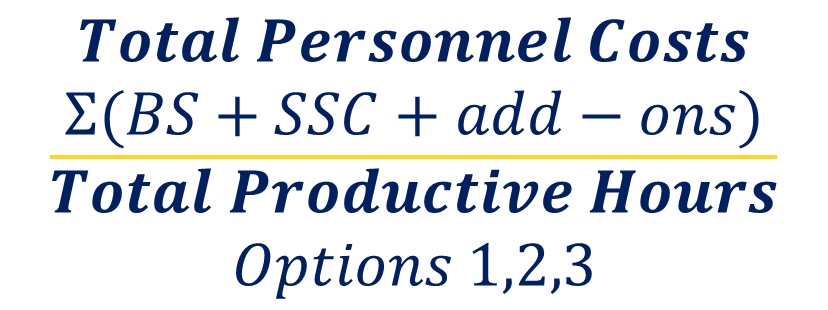 Total Personnel Costs
Σ(BS + SSC + add − ons)
Total Productive Hours
Options 1,2,3